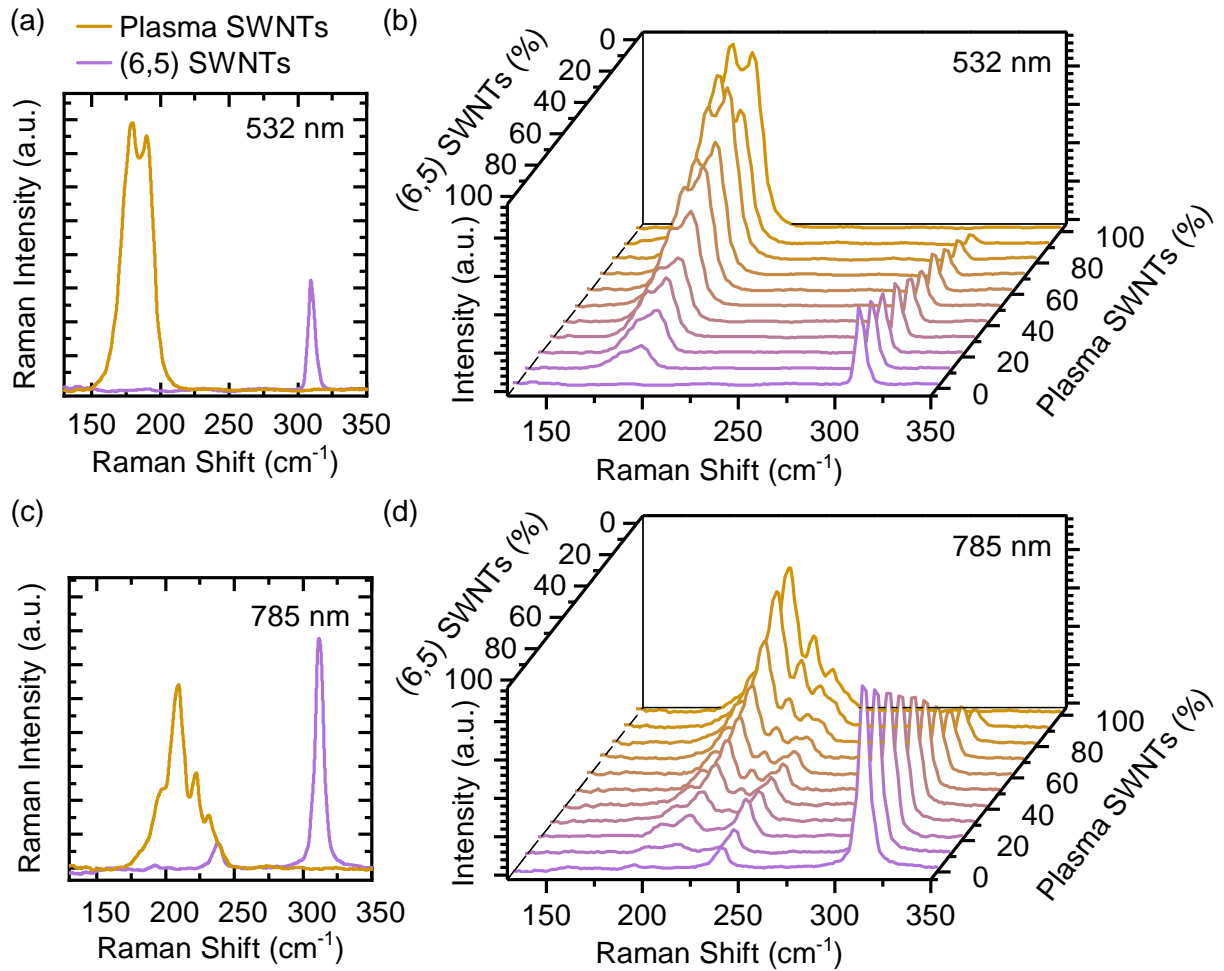 (a)
Plasma SWNTs
(6,5) SWNTs
532 nm
Raman Intensity (a.u.)
150 200 250 300 350
Raman Shift (cm⁻¹)
(b)
532 nm
(6,5) SWNTs (%)
0
20
40
60
80
100
Intensity (a.u.)
150 200 250 300 350
Raman Shift (cm⁻¹)
100
80
60
40
20
0
Plasma SWNTs (%)
(c)
785 nm
Raman Intensity (a.u.)
150 200 250 300 350
Raman Shift (cm⁻¹)
(d)
785 nm
(6,5) SWNTs (%)
0
20
40
60
80
100
Intensity (a.u.)
150 200 250 300 350
Raman Shift (cm⁻¹)
100
80
60
40
20
0
Plasma SWNTs (%)